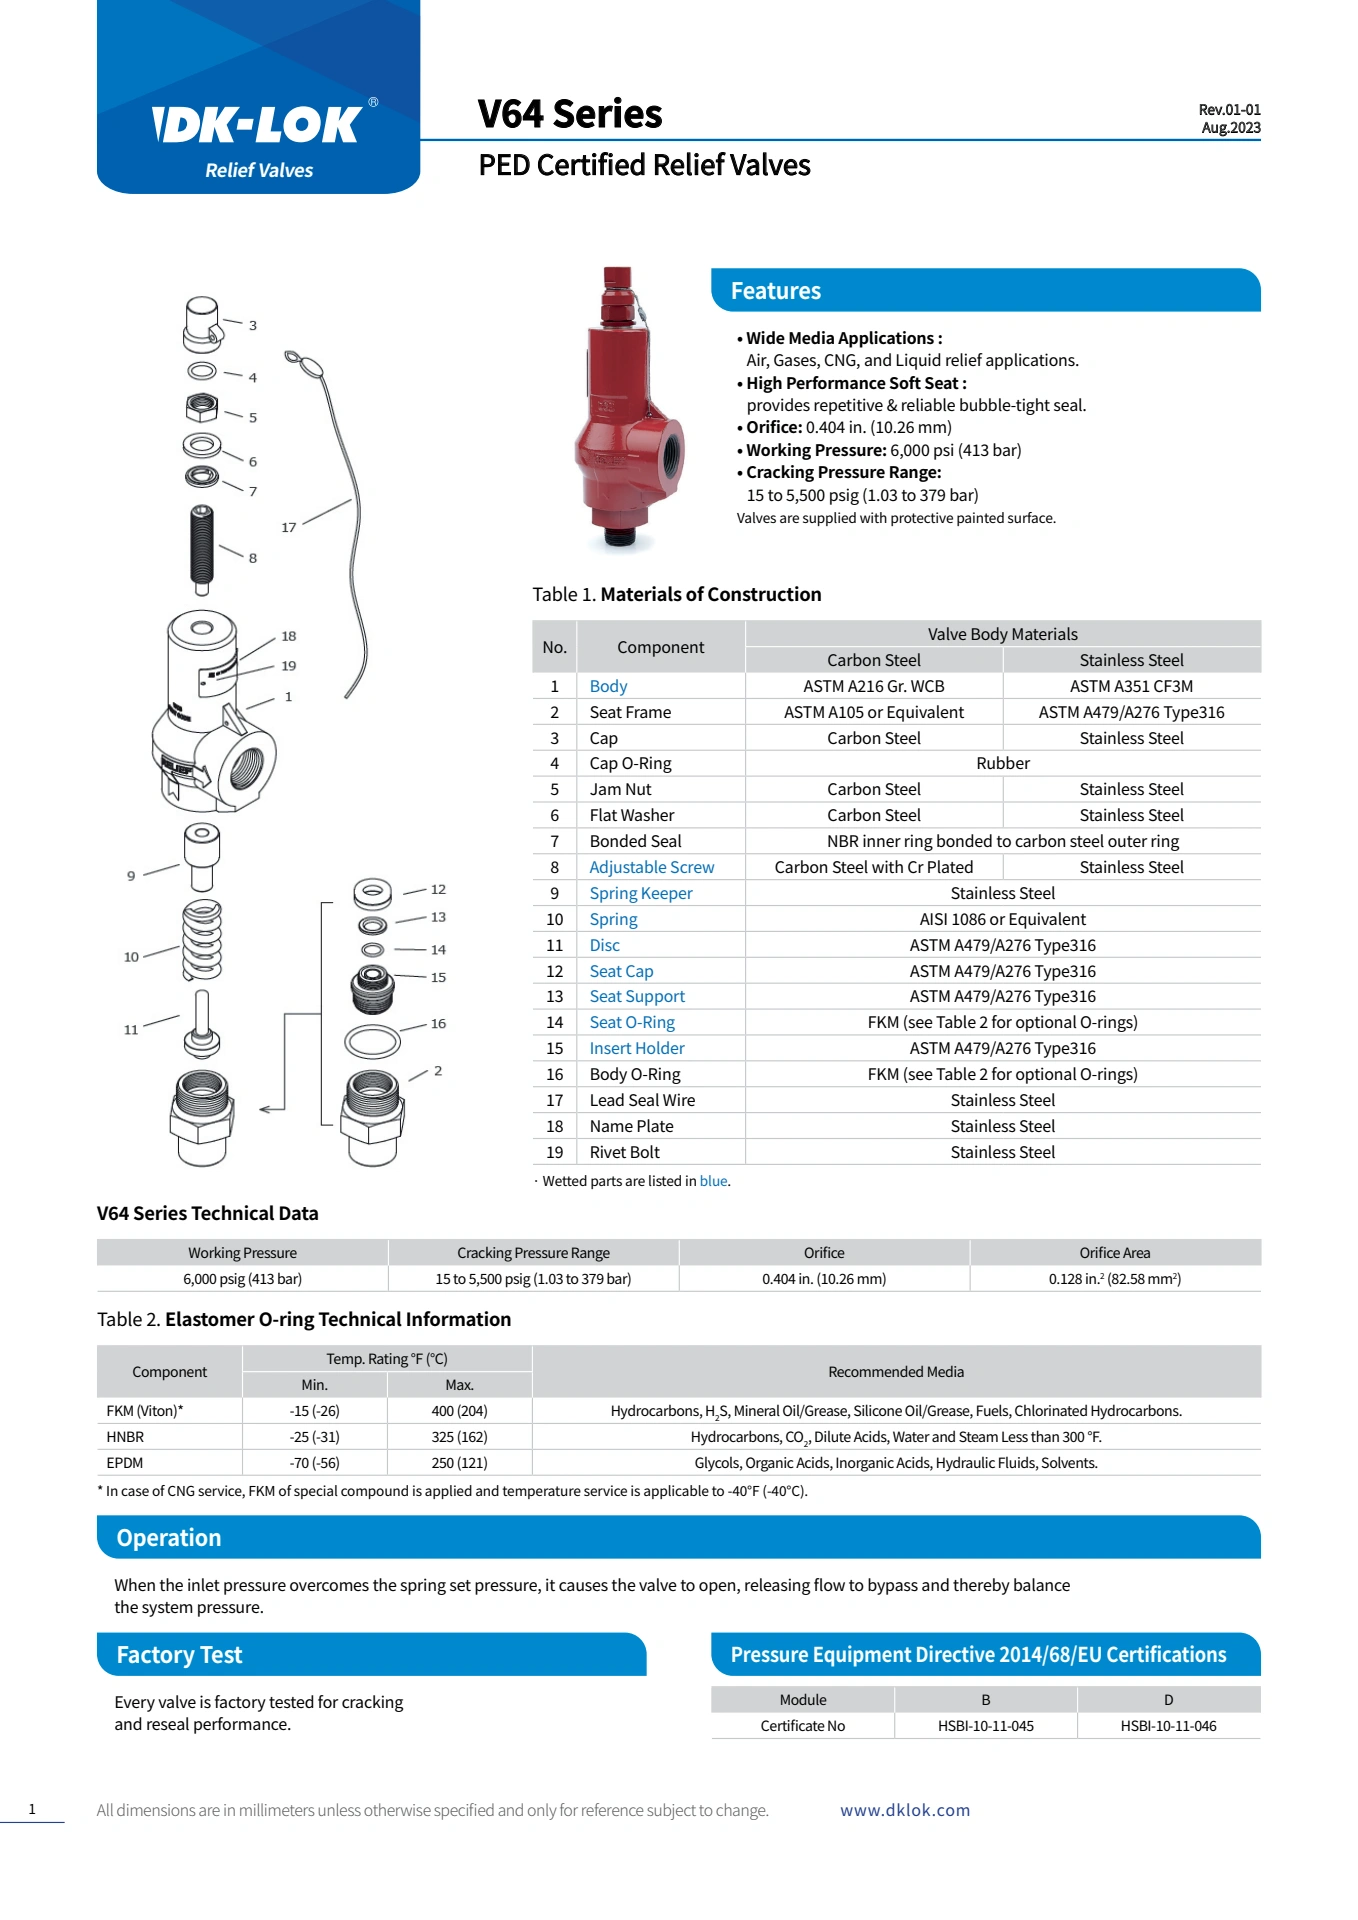 DK-LOK®
Relief Valves
V64 Series
Rev.01-01
Aug.2023
PED Certified Relief Valves
3
4
5
6
7
17
8
18
19
1
RELIEF
9
10
11
12
13
14
15
16
2
Features
• Wide Media Applications :
Air, Gases, CNG, and Liquid relief applications.
• High Performance Soft Seat :
provides repetitive & reliable bubble-tight seal.
• Orifice: 0.404 in. (10.26 mm)
• Working Pressure: 6,000 psi (413 bar)
• Cracking Pressure Range:
15 to 5,500 psig (1.03 to 379 bar)
Valves are supplied with protective painted surface.
Table 1. Materials of Construction
No. Component Valve Body Materials
Carbon Steel Stainless Steel
1 Body ASTM A216 Gr. WCB ASTM A351 CF3M
2 Seat Frame ASTM A105 or Equivalent ASTM A479/A276 Type316
3 Cap Carbon Steel Stainless Steel
4 Cap O-Ring Rubber
5 Jam Nut Carbon Steel Stainless Steel
6 Flat Washer Carbon Steel Stainless Steel
7 Bonded Seal NBR inner ring bonded to carbon steel outer ring
8 Adjustable Screw Carbon Steel with Cr Plated Stainless Steel
9 Spring Keeper Stainless Steel
10 Spring AISI 1086 or Equivalent
11 Disc ASTM A479/A276 Type316
12 Seat Cap ASTM A479/A276 Type316
13 Seat Support ASTM A479/A276 Type316
14 Seat O-Ring FKM (see Table 2 for optional O-rings)
15 Insert Holder ASTM A479/A276 Type316
16 Body O-Ring FKM (see Table 2 for optional O-rings)
17 Lead Seal Wire Stainless Steel
18 Name Plate Stainless Steel
19 Rivet Bolt Stainless Steel
· Wetted parts are listed in blue.
V64 Series Technical Data
Working Pressure Cracking Pressure Range Orifice Orifice Area
6,000 psig (413 bar) 15 to 5,500 psig (1.03 to 379 bar) 0.404 in. (10.26 mm) 0.128 in.² (82.58 mm²)
Table 2. Elastomer O-ring Technical Information
Component Temp. Rating °F (°C) Recommended Media
Min. Max.
FKM (Viton)* -15 (-26) 400 (204) Hydrocarbons, H₂S, Mineral Oil/Grease, Silicone Oil/Grease, Fuels, Chlorinated Hydrocarbons.
HNBR -25 (-31) 325 (162) Hydrocarbons, CO₂, Dilute Acids, Water and Steam Less than 300 °F.
EPDM -70 (-56) 250 (121) Glycols, Organic Acids, Inorganic Acids, Hydraulic Fluids, Solvents.
* In case of CNG service, FKM of special compound is applied and temperature service is applicable to -40°F (-40°C).
Operation
When the inlet pressure overcomes the spring set pressure, it causes the valve to open, releasing flow to bypass and thereby balance
the system pressure.
Factory Test
Every valve is factory tested for cracking
and reseal performance.
Pressure Equipment Directive 2014/68/EU Certifications
Module B D
Certificate No HSBI-10-11-045 HSBI-10-11-046
1
All dimensions are in millimeters unless otherwise specified and only for reference subject to change.
www.dklok.com